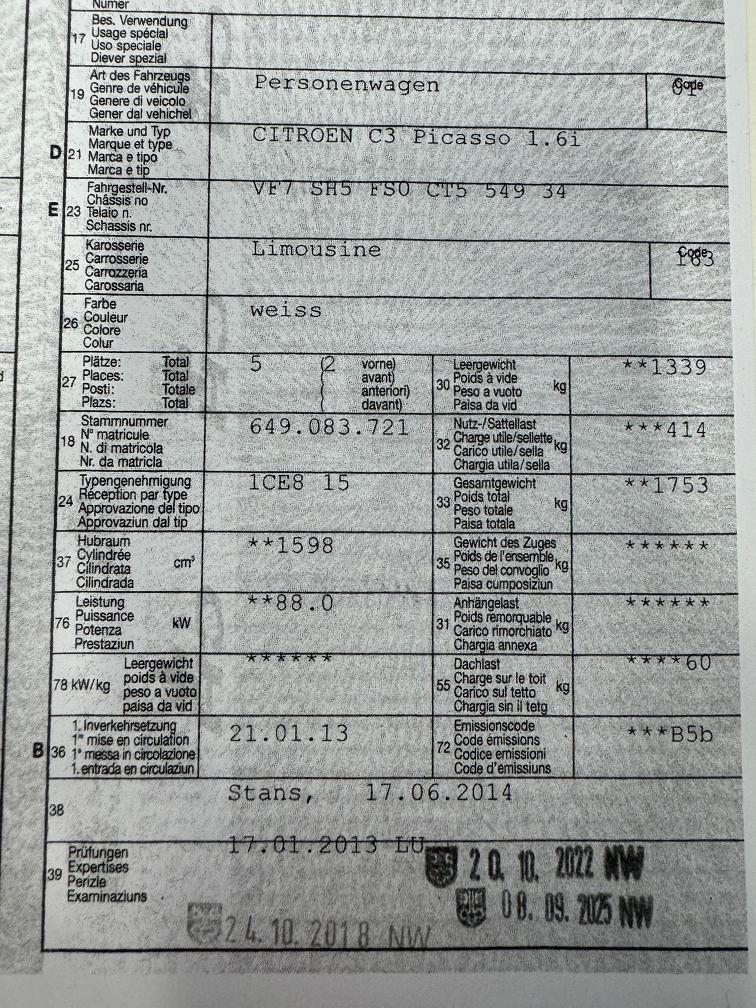 Numer
17 Bes. Verwendung
Usage spécial
Uso speciale
Diever spezial
19 Art des Fahrzeugs
Genre de véhicule
Genere di veicolo
Gener dal vehichel
Personenwagen
Code
01
D 21 Marke und Typ
Marque et type
Marca e tipo
Marca e tip
CITROEN C3 Picasso 1.6i
E 23 Fahrgestell-Nr.
Châssis no
Telaio n.
Schassis nr.
VF7 SH5 FS0 CT5 549 34
25 Karosserie
Carrosserie
Carrozzeria
Carossaria
Limousine
Code
163
26 Farbe
Couleur
Colore
Colur
weiss
27 Plätze: Total
Places: Total
Posti: Totale
Plazs: Total
5 (2 vorne)
avant)
anteriori)
davant)
30 Leergewicht
Poids à vide
Peso a vuoto
Paisa da vid
kg
**1339
18 Stammnummer
N° matricule
N. di matricola
Nr. da matricla
649.083.721
32 Nutz-/Sattellast
Charge utile/sellette
Carico utile/sella
Chargia utila/sella
kg
***414
24 Typengenehmigung
Réception par type
Approvazione del tipo
Approvaziun dal tip
1CE8 15
33 Gesamtgewicht
Poids total
Peso totale
Paisa totala
kg
**1753
37 Hubraum
Cylindrée
Cilindrata
Cilindrada
cm³
**1598
35 Gewicht des Zuges
Poids de l'ensemble
Peso del convoglio
Paisa cumposiziun
kg
******
76 Leistung
Puissance
Potenza
Prestaziun
kW
**88.0
31 Anhängelast
Poids remorquable
Carico rimorchiato
Chargia annexa
kg
******
78 kW/kg Leergewicht
poids à vide
peso a vuoto
paisa da vid
******
55 Dachlast
Charge sur le toit
Carico sul tetto
Chargia sin il tetg
kg
****60
B 36 1. Inverkehrsetzung
1re mise en circulation
1a messa in circolazione
1. entrada en circulaziun
21.01.13
72 Emissionscode
Code émissions
Codice emissioni
Code d'emissiuns
***B5b
38 Stans, 17.06.2014
39 Prüfungen
Expertises
Perizie
Examinaziuns
17.01.2013 LU
20. 10. 2022 NW
08. 09. 2025 NW
24. 10. 2018 NW